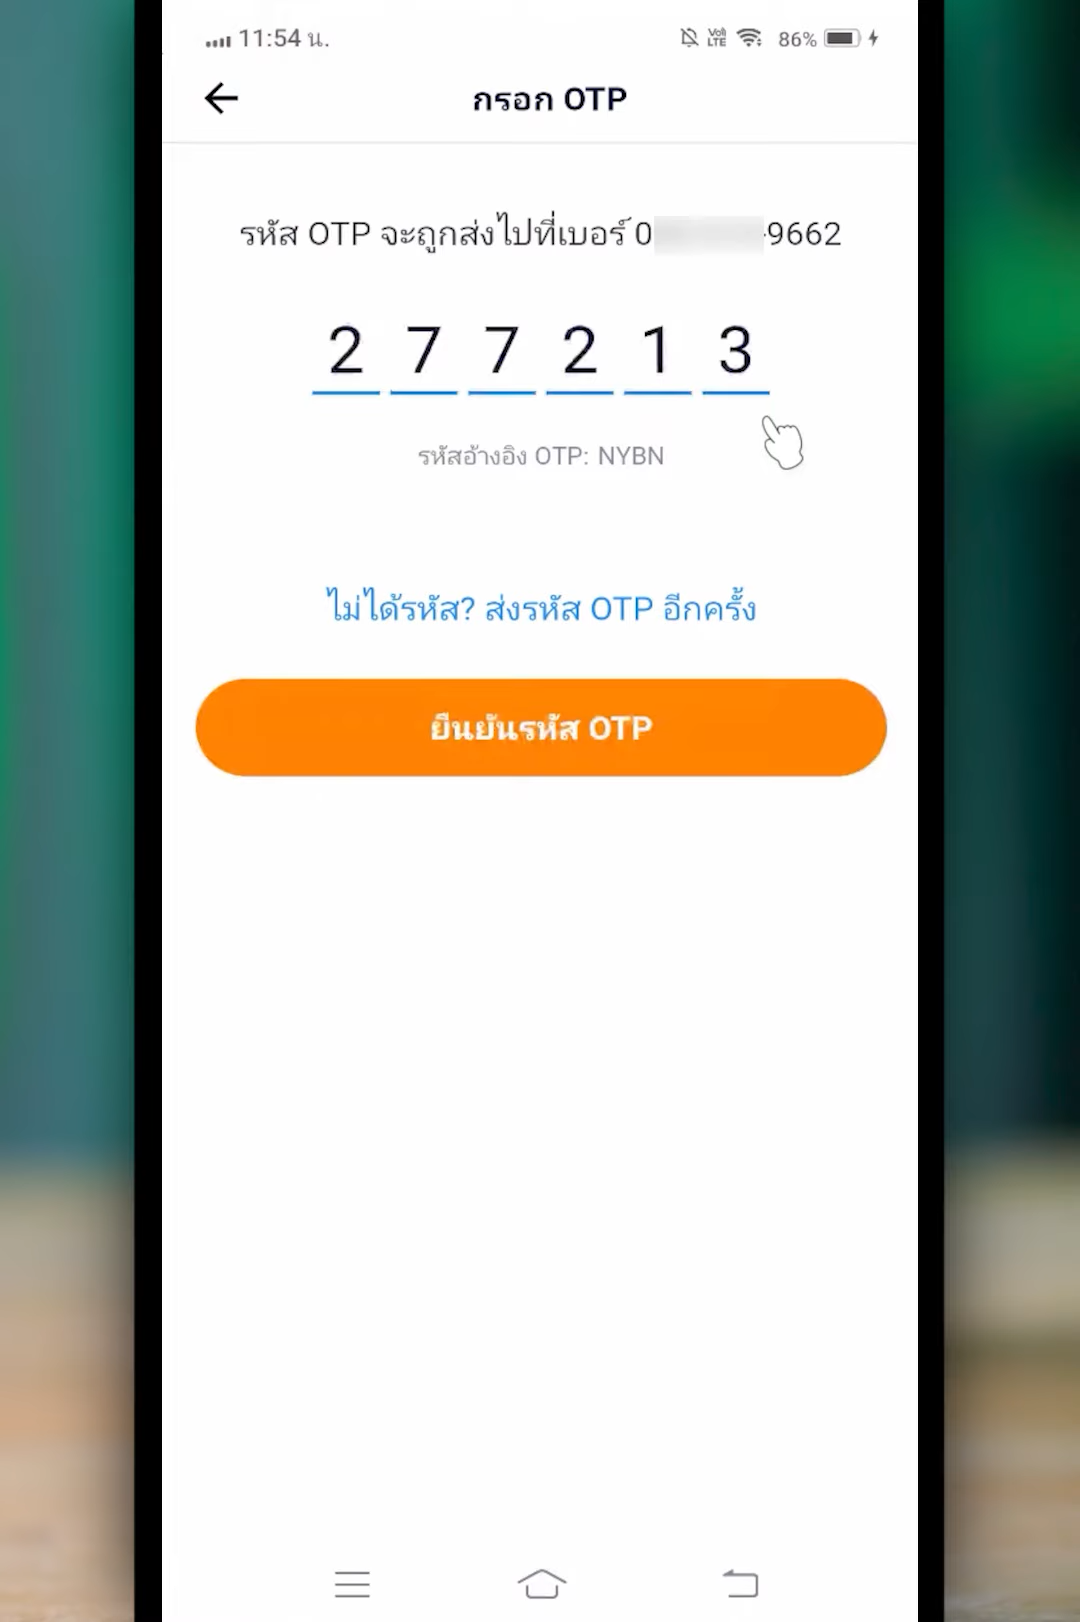 11:54 น. VoLTE 86%
กรอก OTP
รหัส OTP จะถูกส่งไปที่เบอร์ 0 -9662
2 7 7 2 1 3
รหัสอ้างอิง OTP: NYBN
ไม่ได้รหัส? ส่งรหัส OTP อีกครั้ง
ยืนยันรหัส OTP